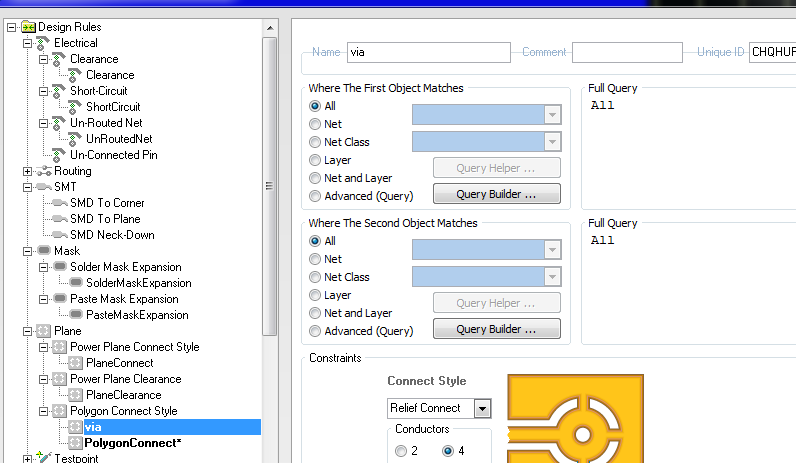 Design Rules
Electrical
Clearance
Clearance
Short-Circuit
ShortCircuit
Un-Routed Net
UnRoutedNet
Un-Connected Pin
Routing
SMT
SMD To Corner
SMD To Plane
SMD Neck-Down
Mask
Solder Mask Expansion
SolderMaskExpansion
Paste Mask Expansion
PasteMaskExpansion
Plane
Power Plane Connect Style
PlaneConnect
Power Plane Clearance
PlaneClearance
Polygon Connect Style
via
PolygonConnect*
Testpoint
Name via Comment Unique ID CHQHUF
Where The First Object Matches
All
Net
Net Class
Layer
Net and Layer
Advanced (Query)
Query Helper ...
Query Builder ...
Full Query
All
Where The Second Object Matches
All
Net
Net Class
Layer
Net and Layer
Advanced (Query)
Query Helper ...
Query Builder ...
Full Query
All
Constraints
Connect Style
Relief Connect
Conductors
2 4